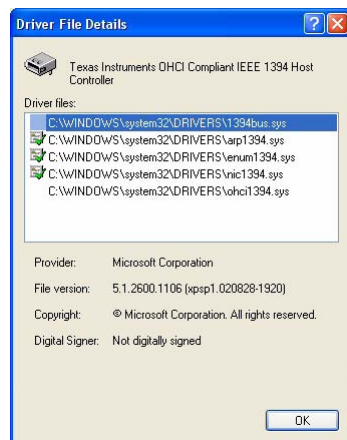 Driver File Details
Texas Instruments OHCI Compliant IEEE 1394 Host
Controller
Driver files:
C:\WINDOWS\system32\DRIVERS\1394bus.sys
C:\WINDOWS\system32\DRIVERS\arp1394.sys
C:\WINDOWS\system32\DRIVERS\enum1394.sys
C:\WINDOWS\system32\DRIVERS\nic1394.sys
C:\WINDOWS\system32\DRIVERS\ohci1394.sys
Provider: Microsoft Corporation
File version: 5.1.2600.1106 (xpsp1.020828-1920)
Copyright: © Microsoft Corporation. All rights reserved.
Digital Signer: Not digitally signed
OK